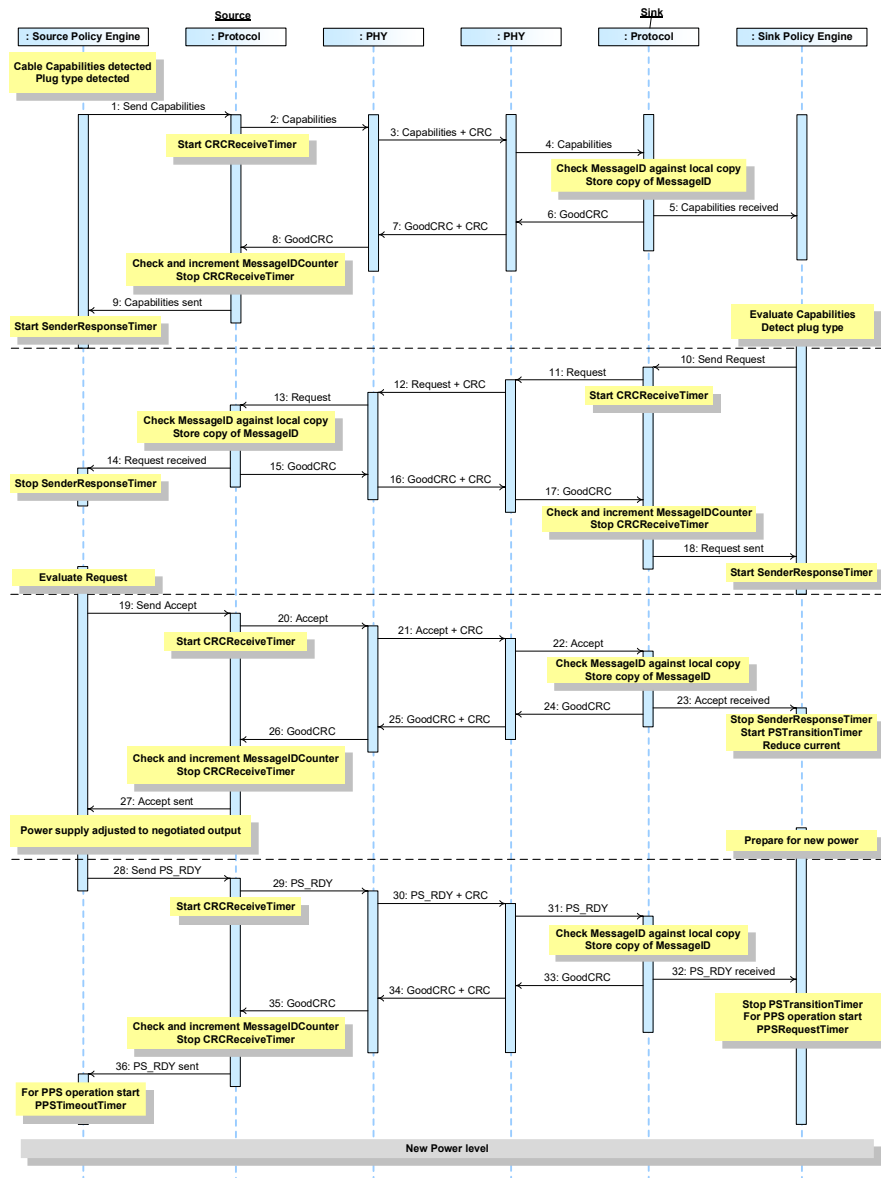 Source
Sink
: Source Policy Engine
: Protocol
: PHY
: PHY
: Protocol
: Sink Policy Engine
Cable Capabilities detected
Plug type detected
1: Send Capabilities
2: Capabilities
Start CRCReceiveTimer
3: Capabilities + CRC
4: Capabilities
Check MessageID against local copy
Store copy of MessageID
5: Capabilities received
6: GoodCRC
7: GoodCRC + CRC
8: GoodCRC
Check and increment MessageIDCounter
Stop CRCReceiveTimer
9: Capabilities sent
Start SenderResponseTimer
Evaluate Capabilities
Detect plug type
10: Send Request
11: Request
Start CRCReceiveTimer
12: Request + CRC
13: Request
Check MessageID against local copy
Store copy of MessageID
14: Request received
Stop SenderResponseTimer
15: GoodCRC
16: GoodCRC + CRC
17: GoodCRC
Check and increment MessageIDCounter
Stop CRCReceiveTimer
18: Request sent
Start SenderResponseTimer
Evaluate Request
19: Send Accept
20: Accept
Start CRCReceiveTimer
21: Accept + CRC
22: Accept
Check MessageID against local copy
Store copy of MessageID
23: Accept received
Stop SenderResponseTimer
Start PSTransitionTimer
Reduce current
24: GoodCRC
25: GoodCRC + CRC
26: GoodCRC
Check and increment MessageIDCounter
Stop CRCReceiveTimer
27: Accept sent
Power supply adjusted to negotiated output
Prepare for new power
28: Send PS_RDY
29: PS_RDY
Start CRCReceiveTimer
30: PS_RDY + CRC
31: PS_RDY
Check MessageID against local copy
Store copy of MessageID
32: PS_RDY received
33: GoodCRC
34: GoodCRC + CRC
35: GoodCRC
Stop PSTransitionTimer
For PPS operation start
PPSRequestTimer
Check and increment MessageIDCounter
Stop CRCReceiveTimer
36: PS_RDY sent
For PPS operation start
PPSTimeoutTimer
New Power level